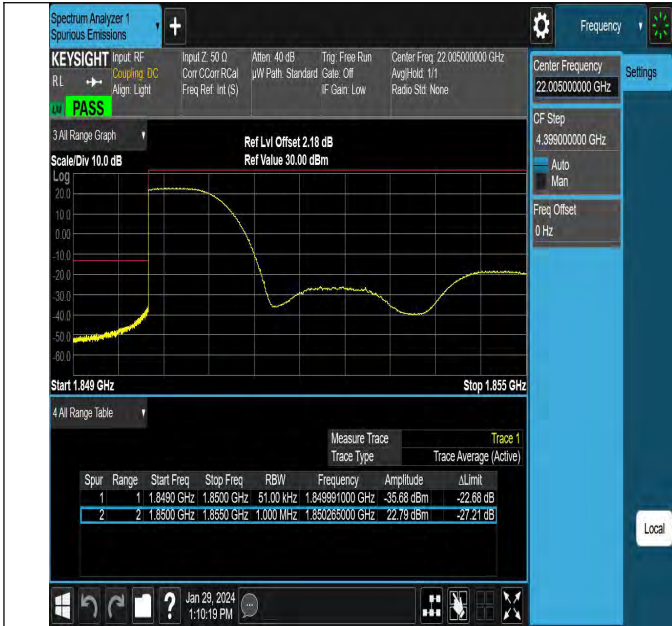 Spectrum Analyzer 1
Spurious Emissions
+
Frequency
KEYSIGHT
RL
Input: RF
Coupling: DC
Align: Light
Input Z: 50 Ω
Corr CCorr RCal
Freq Ref: Int (S)
Atten: 40 dB
µW Path: Standard
Trig: Free Run
Gate: Off
IF Gain: Low
Center Freq: 22.005000000 GHz
Avg|Hold: 1/1
Radio Std: None
PASS
Center Frequency
22.005000000 GHz
Settings
CF Step
4.399000000 GHz
Auto
Man
Freq Offset
0 Hz
3 All Range Graph
Scale/Div 10.0 dB
Ref Lvl Offset 2.18 dB
Ref Value 30.00 dBm
Log
20.0
10.0
0.00
-10.0
-20.0
-30.0
-40.0
-50.0
-60.0
Start 1.849 GHz
Stop 1.855 GHz
4 All Range Table
Measure Trace Trace 1
Trace Type Trace Average (Active)
Spur Range Start Freq Stop Freq RBW Frequency Amplitude ΔLimit
1 1 1.8490 GHz 1.8500 GHz 51.00 kHz 1.849991000 GHz -35.68 dBm -22.68 dB
2 2 1.8500 GHz 1.8550 GHz 1.000 MHz 1.850265000 GHz 22.79 dBm -27.21 dB
Local
?
Jan 29, 2024
1:10:19 PM